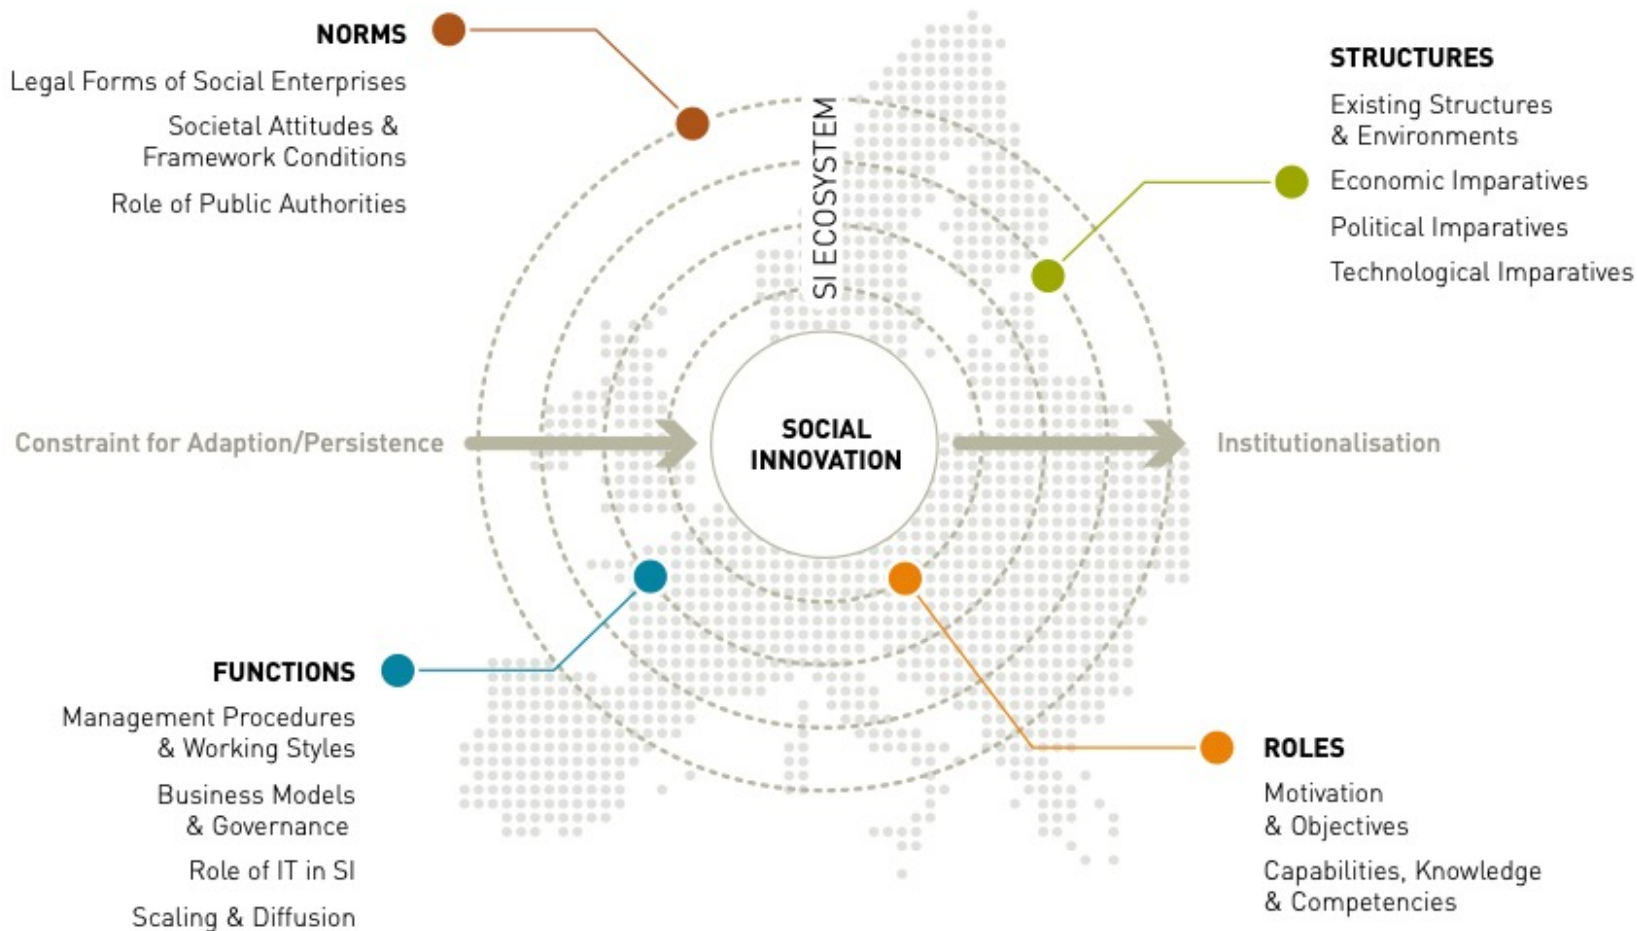 NORMS
Legal Forms of Social Enterprises
Societal Attitudes &
Framework Conditions
Role of Public Authorities
STRUCTURES
Existing Structures
& Environments
Economic Imparatives
Political Imparatives
Technological Imparatives
SI ECOSYSTEM
Constraint for Adaption/Persistence
SOCIAL
INNOVATION
Institutionalisation
FUNCTIONS
Management Procedures
& Working Styles
Business Models
& Governance
Role of IT in SI
Scaling & Diffusion
ROLES
Motivation
& Objectives
Capabilities, Knowledge
& Competencies